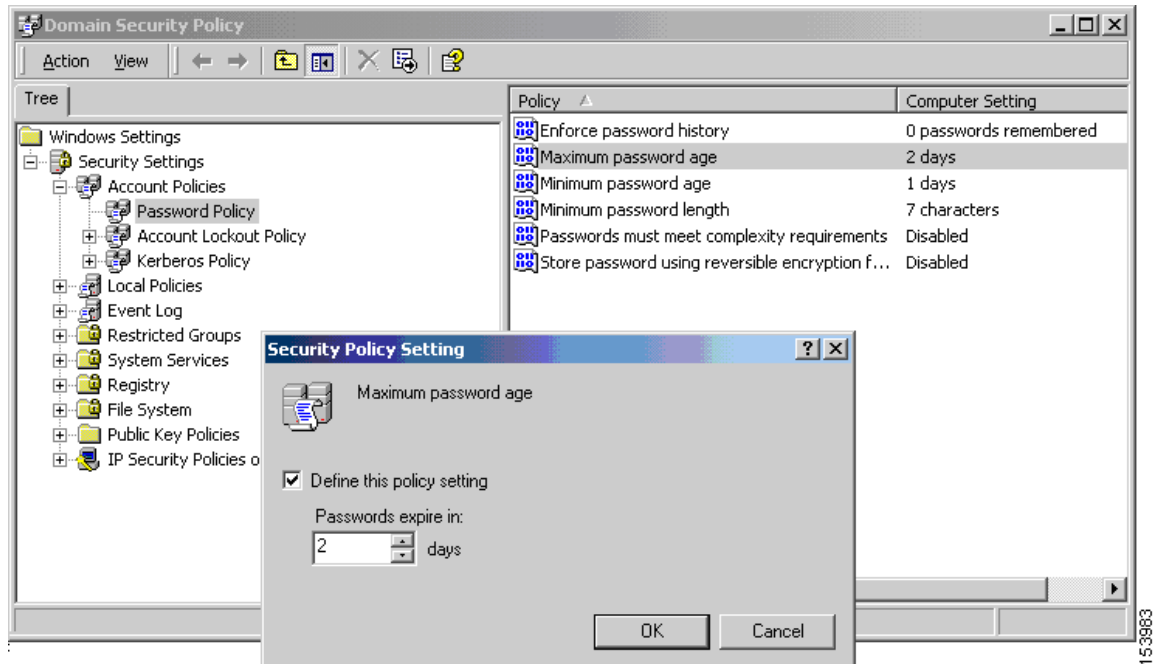 Domain Security Policy
Action View
Tree
Policy Computer Setting
Windows Settings
Security Settings
Account Policies
Password Policy
Account Lockout Policy
Kerberos Policy
Local Policies
Event Log
Restricted Groups
System Services
Registry
File System
Public Key Policies
IP Security Policies o
Enforce password history 0 passwords remembered
Maximum password age 2 days
Minimum password age 1 days
Minimum password length 7 characters
Passwords must meet complexity requirements Disabled
Store password using reversible encryption f... Disabled
Security Policy Setting
Maximum password age
Define this policy setting
Passwords expire in:
2 days
OK Cancel
153983